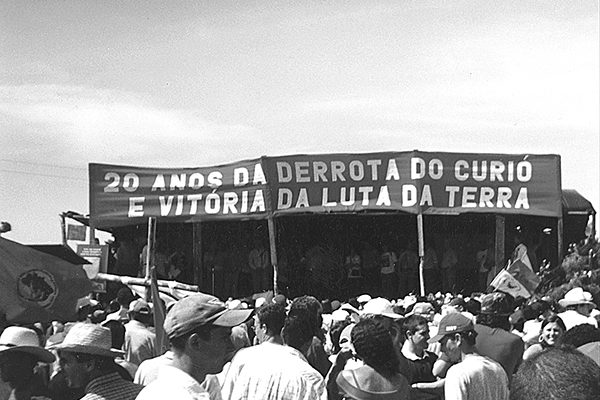 20 ANOS DA DERROTA DO CURIÓ
E VITÓRIA DA LUTA DA TERRA